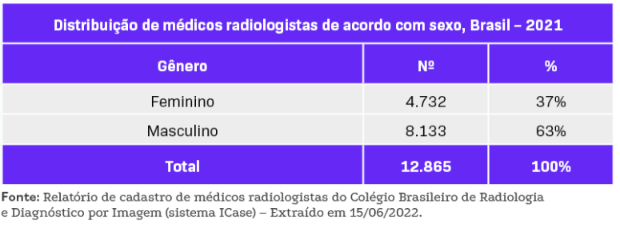 Distribuição de médicos radiologistas de acordo com sexo, Brasil – 2021
Gênero Nº %
Feminino 4.732 37%
Masculino 8.133 63%
Total 12.865 100%
Fonte: Relatório de cadastro de médicos radiologistas do Colégio Brasileiro de Radiologia
e Diagnóstico por Imagem (sistema ICase) – Extraído em 15/06/2022.